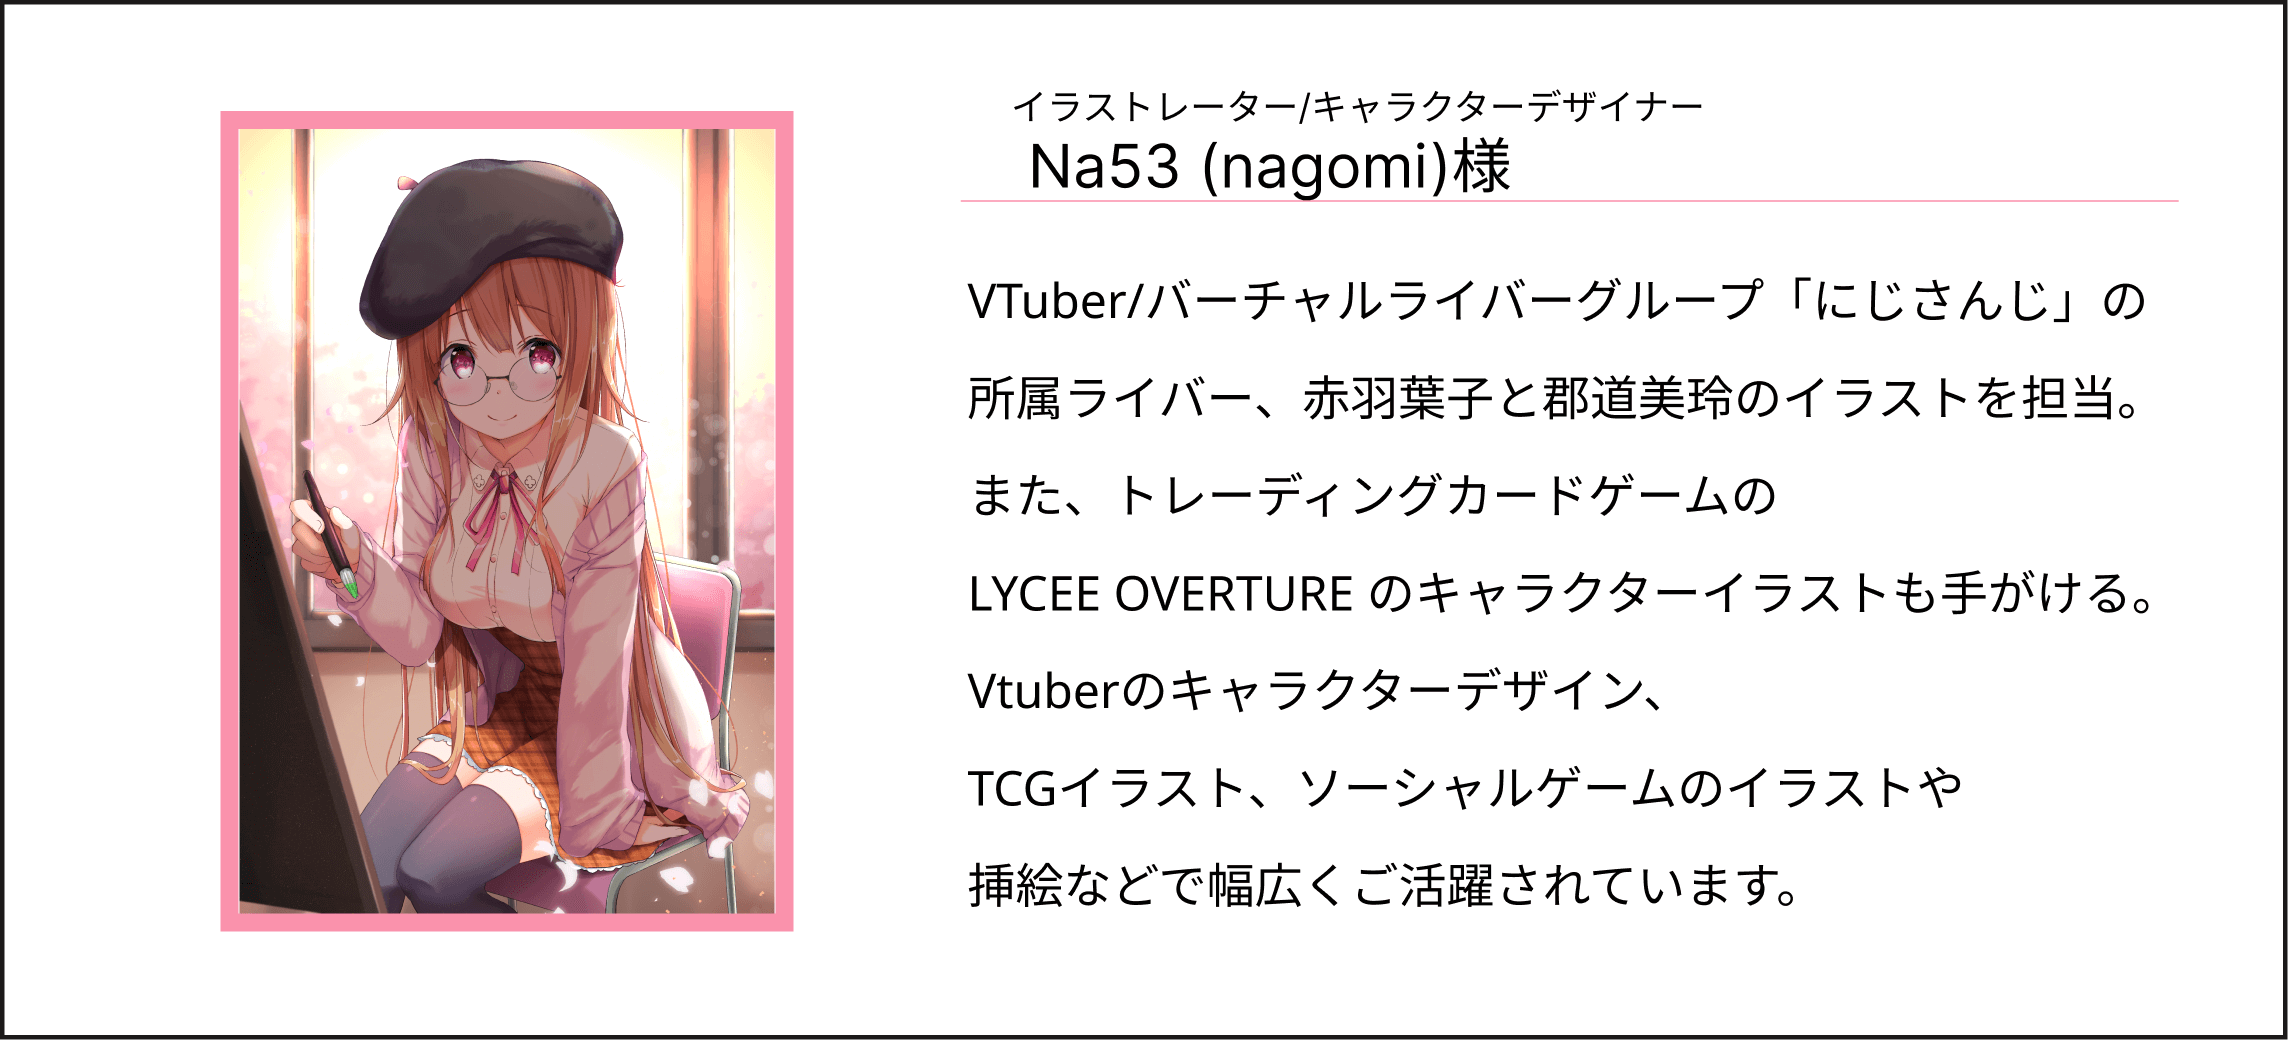 イラストレーター/キャラクターデザイナー
Na53 (nagomi)様
VTuber/バーチャルライバーグループ「にじさんじ」の
所属ライバー、赤羽葉子と郡道美玲のイラストを担当。
また、トレーディングカードゲームの
LYCEE OVERTURE のキャラクターイラストも手がける。
Vtuberのキャラクターデザイン、
TCGイラスト、ソーシャルゲームのイラストや
挿絵などで幅広くご活躍されています。